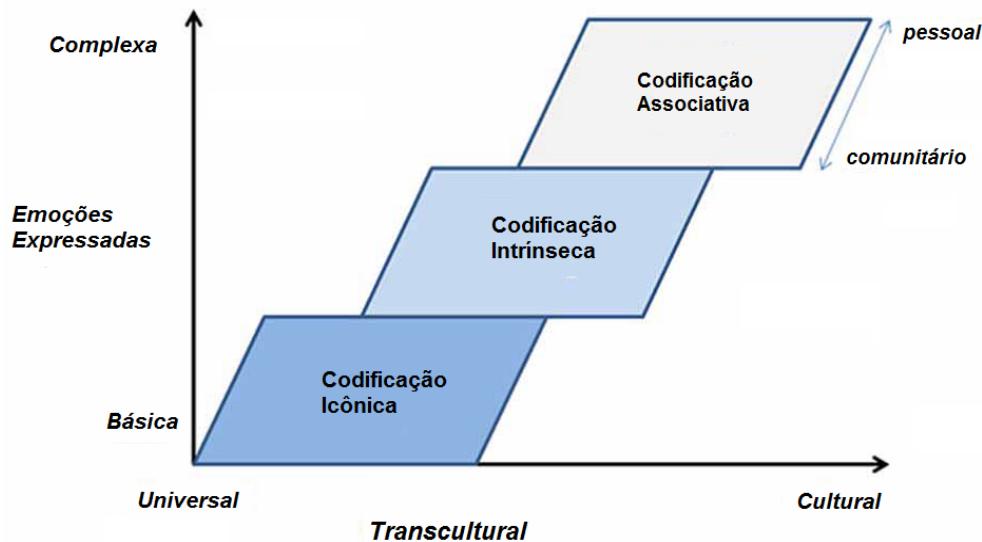 Complexa
pessoal
Codificação
Associativa
comunitário
Emoções
Expressadas
Codificação
Intrínseca
Codificação
Icônica
Básica
Universal
Cultural
Transcultural